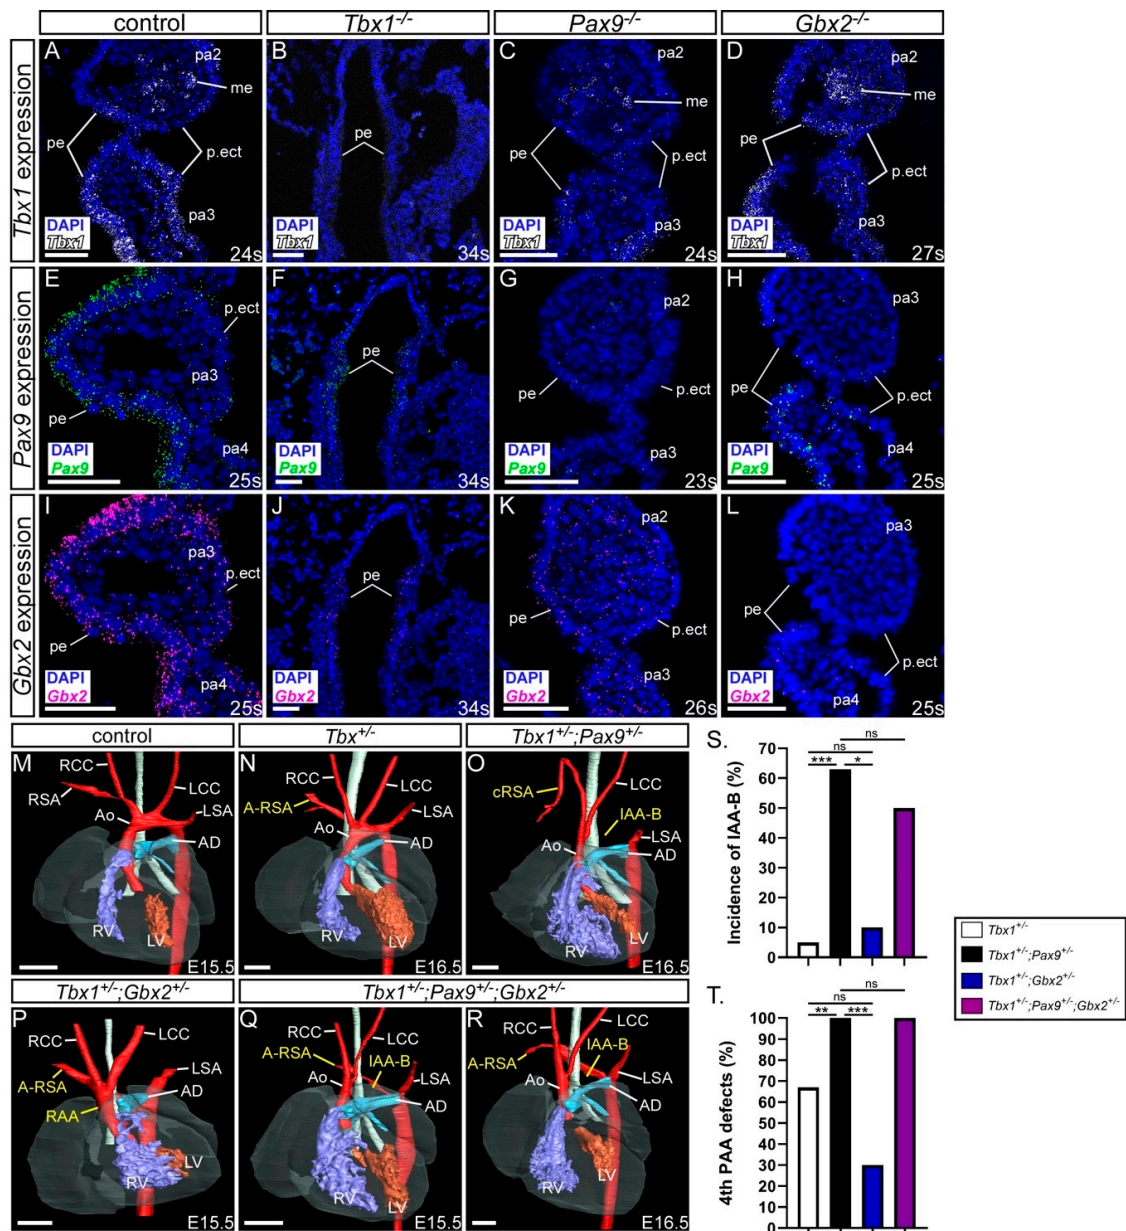 control Tbx1-/- Pax9-/- Gbx2-/-
Tbx1 expression
A pa2 me pe p.ect pa3 DAPI Tbx1 24s
B pe DAPI Tbx1 34s
C pa2 me pe p.ect pa3 DAPI Tbx1 24s
D pa2 me pe p.ect pa3 DAPI Tbx1 27s
Pax9 expression
E p.ect pa3 pe pa4 DAPI Pax9 25s
F pe DAPI Pax9 34s
G pa2 pe p.ect pa3 DAPI Pax9 23s
H pa3 pe p.ect pa4 DAPI Pax9 25s
Gbx2 expression
I pa3 p.ect pe pa4 DAPI Gbx2 25s
J pe DAPI Gbx2 34s
K pa2 pe p.ect pa3 DAPI Gbx2 26s
L pa3 pe p.ect pa4 DAPI Gbx2 25s
control Tbx+/- Tbx1+/-;Pax9+/-
M RCC LCC RSA LSA Ao AD RV LV E15.5
N RCC LCC A-RSA LSA Ao AD RV LV E16.5
O cRSA LCC IAA-B LSA Ao AD RV LV E16.5
Tbx1+/-;Gbx2+/- Tbx1+/-;Pax9+/-;Gbx2+/-
P RCC LCC A-RSA LSA RAA AD LV RV E15.5
Q RCC LCC A-RSA IAA-B LSA Ao AD LV RV E15.5
R RCC LCC A-RSA IAA-B LSA Ao AD LV RV E16.5
S.
Incidence of IAA-B (%)
70
60
50
40
30
20
10
0
ns
ns
*** *
T.
4th PAA defects (%)
100
90
80
70
60
50
40
30
20
10
0
ns
ns
** ***
Tbx1+/-
Tbx1+/-;Pax9+/-
Tbx1+/-;Gbx2+/-
Tbx1+/-;Pax9+/-;Gbx2+/-